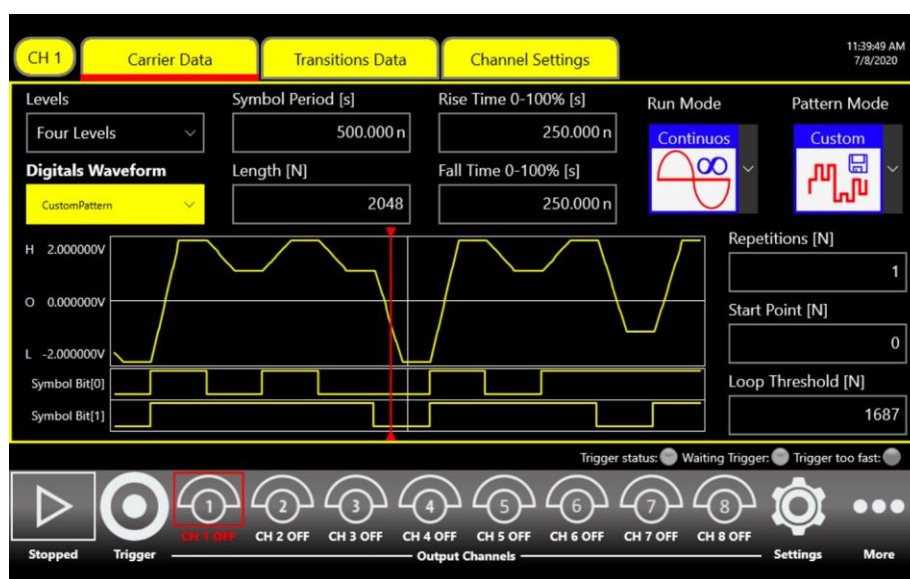 CH 1
Carrier Data
Transitions Data
Channel Settings
11:39:49 AM
7/8/2020
Levels
Symbol Period [s]
Rise Time 0-100% [s]
Run Mode
Pattern Mode
Four Levels
500.000 n
250.000 n
Continuos
Custom
Digitals Waveform
Length [N]
Fall Time 0-100% [s]
CustomPattern
2048
250.000 n
H 2.000000V
O 0.000000V
L -2.000000V
Symbol Bit[0]
Symbol Bit[1]
Repetitions [N]
1
Start Point [N]
0
Loop Threshold [N]
1687
Trigger status: Waiting Trigger: Trigger too fast:
1 2 3 4 5 6 7 8
CH 1 OFF CH 2 OFF CH 3 OFF CH 4 OFF CH 5 OFF CH 6 OFF CH 7 OFF CH 8 OFF
Stopped Trigger Output Channels Settings More